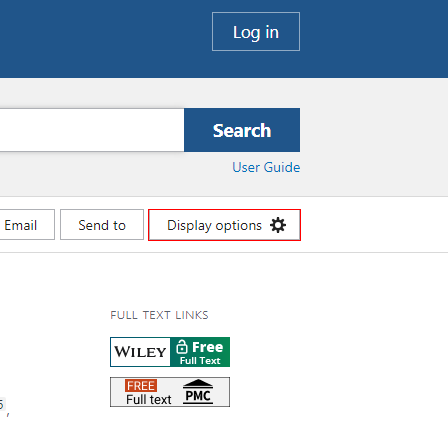 Log in
Search
User Guide
Email
Send to
Display options
FULL TEXT LINKS
WILEY Free
Full Text
FREE
Full text PMC
,